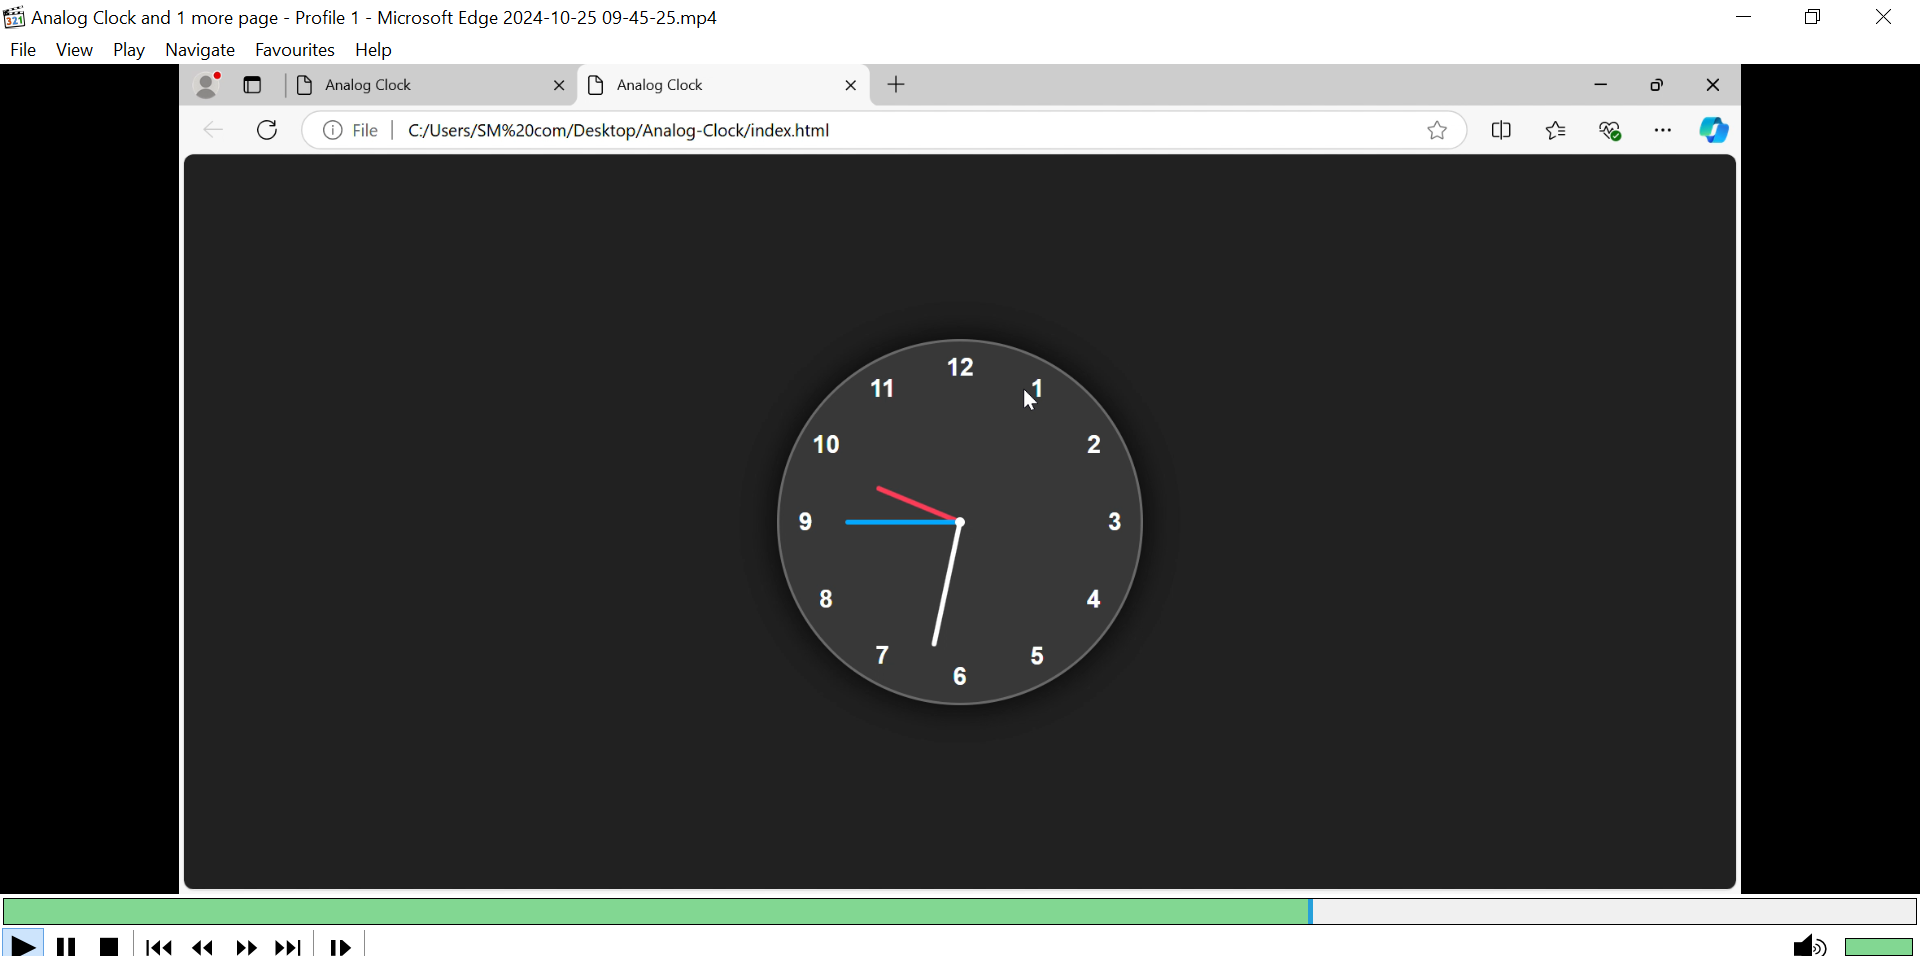 Analog Clock and 1 more page - Profile 1 - Microsoft Edge 2024-10-25 09-45-25.mp4
File View Play Navigate Favourites Help
Analog Clock
Analog Clock
File C:/Users/SM%20com/Desktop/Analog-Clock/index.html
12
11 1
10 2
9 3
8 4
7 5
6